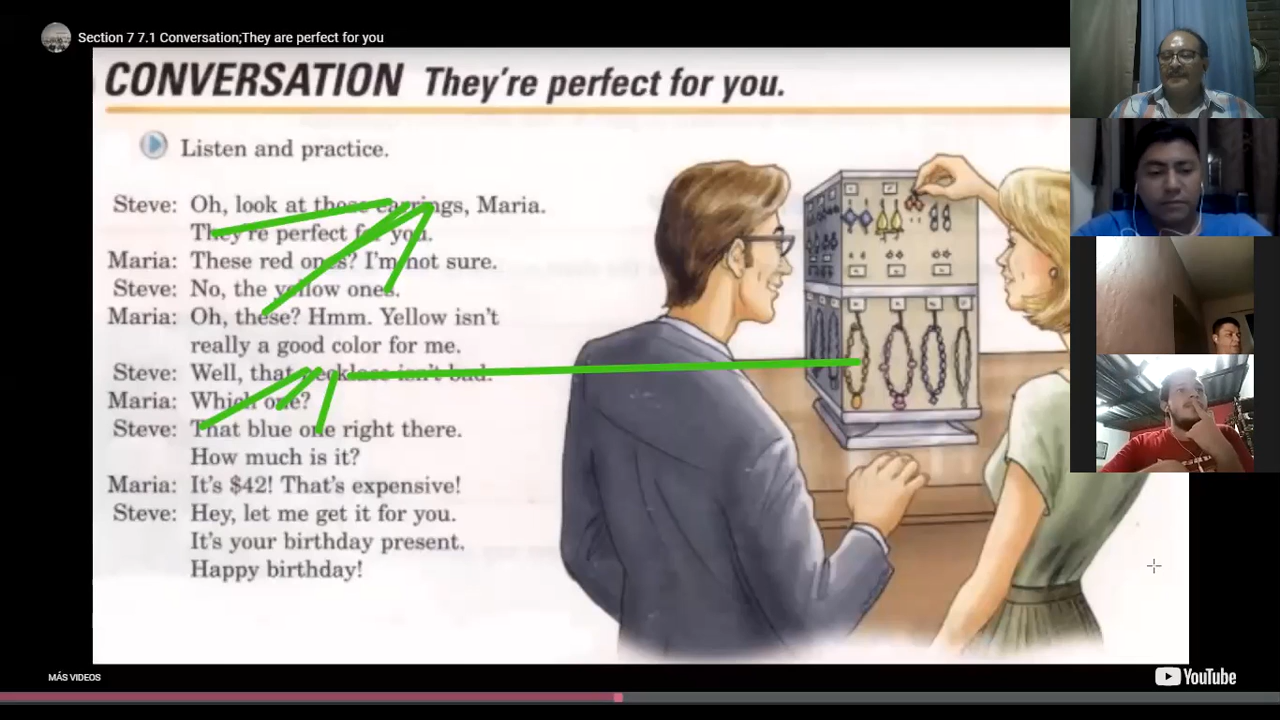 Section 7 7.1 Conversation;They are perfect for you
CONVERSATION They're perfect for you.
Listen and practice.
Steve: Oh, look at those earrings, Maria.
They're perfect for you.
Maria: These red ones? I'm not sure.
Steve: No, the yellow ones.
Maria: Oh, these? Hmm. Yellow isn't
really a good color for me.
Steve: Well, that necklace isn't bad.
Maria: Which one?
Steve: That blue one right there.
How much is it?
Maria: It's $42! That's expensive!
Steve: Hey, let me get it for you.
It's your birthday present.
Happy birthday!
MÁS VIDEOS
YouTube